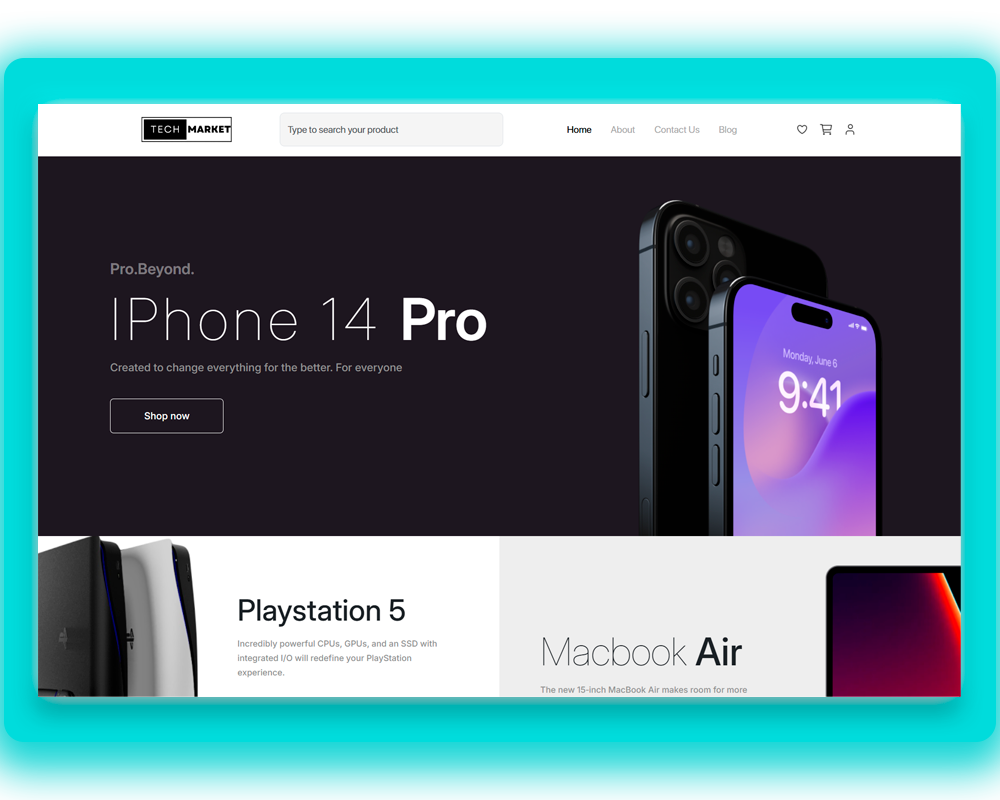 TECH MARKET
Type to search your product
Home About Contact Us Blog
Pro.Beyond.
IPhone 14 Pro
Created to change everything for the better. For everyone
Shop now
Monday, June 6
9:41
Playstation 5
Incredibly powerful CPUs, GPUs, and an SSD with
integrated I/O will redefine your PlayStation
experience.
Macbook Air
The new 15-inch MacBook Air makes room for more